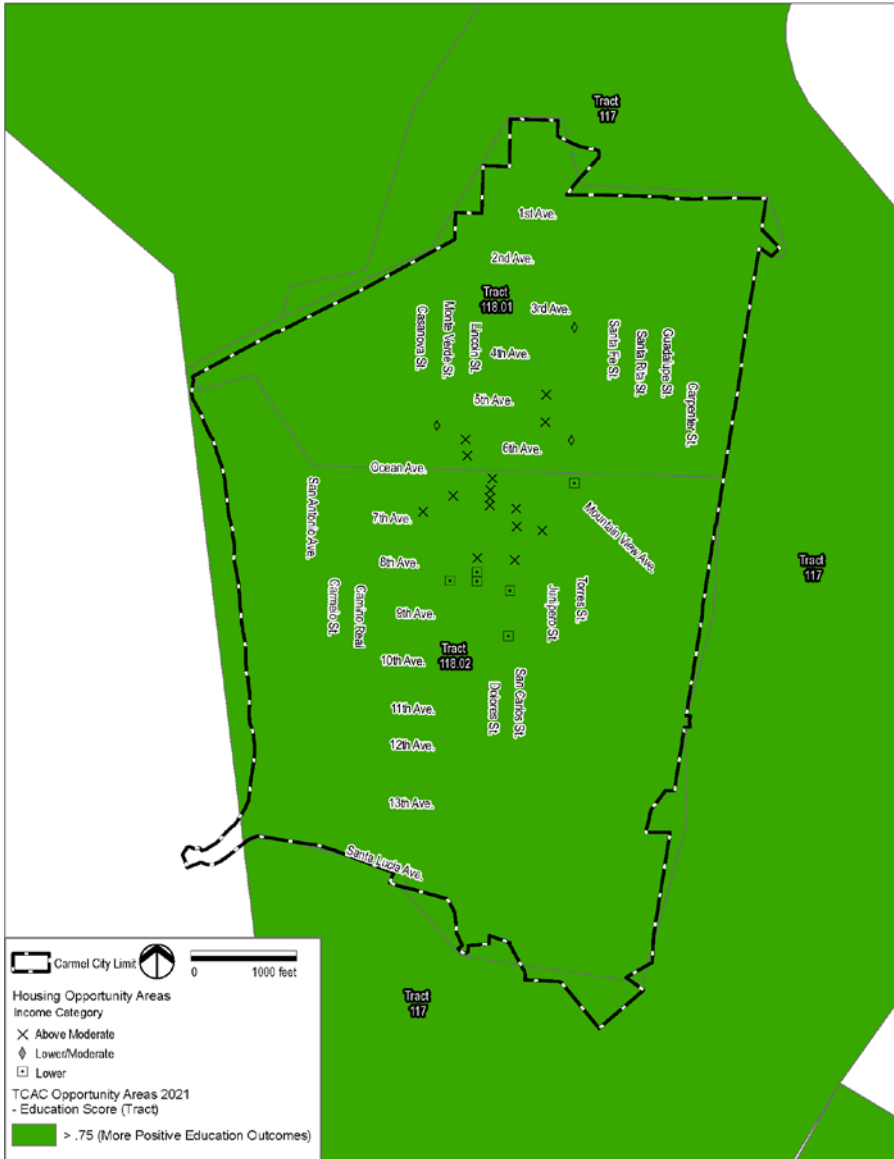 Tract
117
1st Ave.
2nd Ave.
Tract
118.01
3rd Ave.
Casanova St.
Monte Verde St.
Lincoln St.
4th Ave.
Santa Fe St.
Santa Rita St.
Guadalupe St.
Carpenter St.
5th Ave.
6th Ave.
Ocean Ave.
San Antonio Ave.
7th Ave.
Mountain View Ave.
8th Ave.
Tract
117
Carmelo St.
Camino Real
9th Ave.
Junipero St.
Torres St.
Tract
118.02
10th Ave.
Dolores St.
San Carlos St.
11th Ave.
12th Ave.
13th Ave.
Santa Lucia Ave.
Tract
117
Carmel City Limit
0 1000 feet
Housing Opportunity Areas
Income Category
Above Moderate
Lower/Moderate
Lower
TCAC Opportunity Areas 2021
- Education Score (Tract)
> .75 (More Positive Education Outcomes)